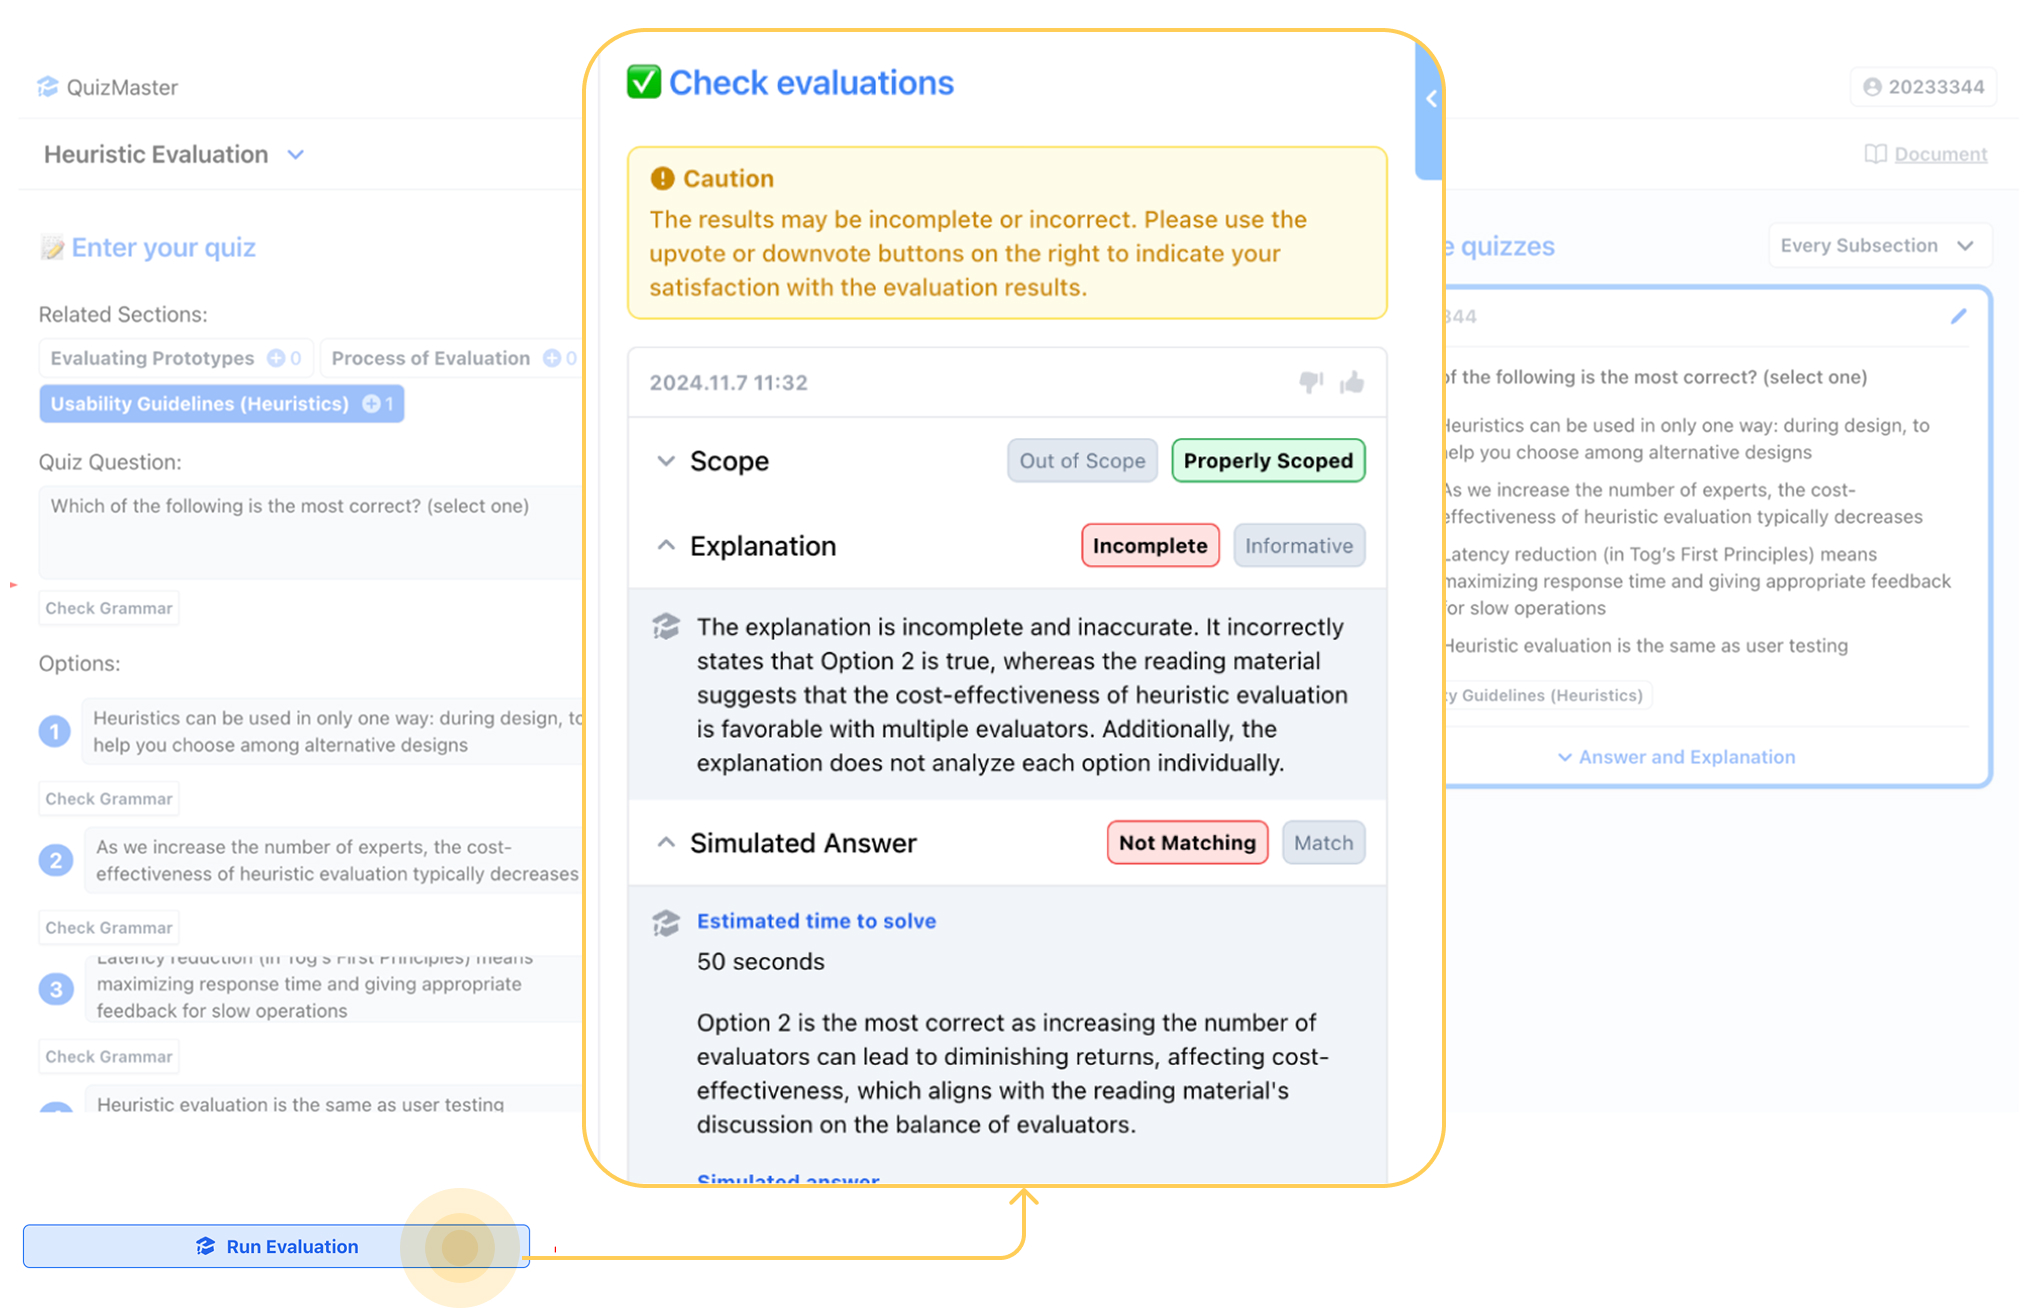 QuizMaster
Heuristic Evaluation
Enter your quiz
Related Sections:
Evaluating Prototypes 0
Process of Evaluation 0
Usability Guidelines (Heuristics) 1
Quiz Question:
Which of the following is the most correct? (select one)
Check Grammar
Options:
1
Heuristics can be used in only one way: during design, to
help you choose among alternative designs
Check Grammar
2
As we increase the number of experts, the cost-
effectiveness of heuristic evaluation typically decreases
Check Grammar
3
Latency reduction (in Tog's First Principles) means
maximizing response time and giving appropriate
feedback for slow operations
Check Grammar
Heuristic evaluation is the same as user testing
Run Evaluation
Check evaluations
Caution
The results may be incomplete or incorrect. Please use the
upvote or downvote buttons on the right to indicate your
satisfaction with the evaluation results.
2024.11.7 11:32
Scope
Out of Scope
Properly Scoped
Explanation
Incomplete
Informative
The explanation is incomplete and inaccurate. It incorrectly
states that Option 2 is true, whereas the reading material
suggests that the cost-effectiveness of heuristic evaluation
is favorable with multiple evaluators. Additionally, the
explanation does not analyze each option individually.
Simulated Answer
Not Matching
Match
Estimated time to solve
50 seconds
Option 2 is the most correct as increasing the number of
evaluators can lead to diminishing returns, affecting cost-
effectiveness, which aligns with the reading material's
discussion on the balance of evaluators.
Simulated answer
20233344
Document
e quizzes
Every Subsection
344
of the following is the most correct? (select one)
Heuristics can be used in only one way: during design, to
help you choose among alternative designs
As we increase the number of experts, the cost-
effectiveness of heuristic evaluation typically decreases
Latency reduction (in Tog's First Principles) means
maximizing response time and giving appropriate feedback
for slow operations
Heuristic evaluation is the same as user testing
ty Guidelines (Heuristics)
Answer and Explanation